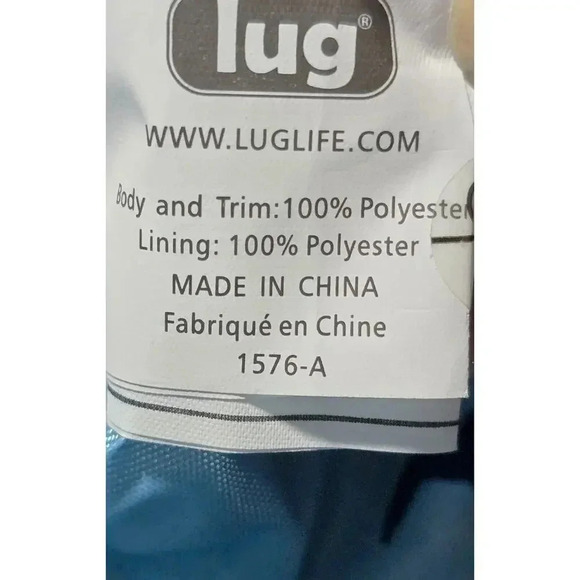 lug®
WWW.LUGLIFE.COM
Body and Trim:100% Polyester
Lining: 100% Polyester
MADE IN CHINA
Fabriqué en Chine
1576-A